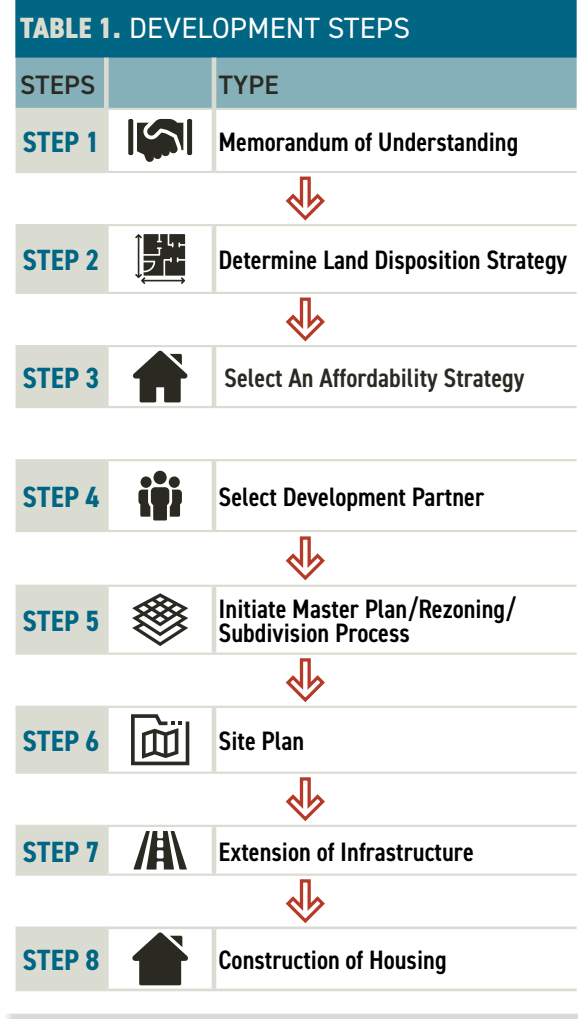 TABLE 1. DEVELOPMENT STEPS
STEPS TYPE
STEP 1 Memorandum of Understanding
STEP 2 Determine Land Disposition Strategy
STEP 3 Select An Affordability Strategy
STEP 4 Select Development Partner
STEP 5 Initiate Master Plan/Rezoning/
Subdivision Process
STEP 6 Site Plan
STEP 7 Extension of Infrastructure
STEP 8 Construction of Housing